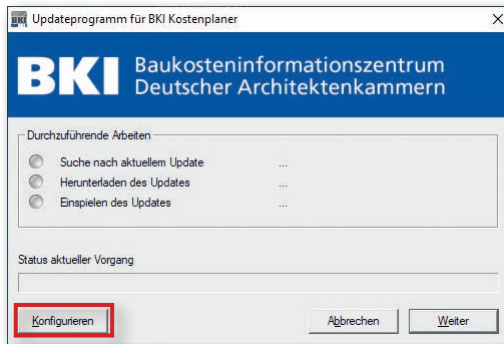 BKI Updateprogramm für BKI Kostenplaner
BKI Baukosteninformationszentrum
Deutscher Architektenkammern
Durchzuführende Arbeiten
Suche nach aktuellem Update ...
Herunterladen des Updates ...
Einspielen des Updates ...
Status aktueller Vorgang
Konfigurieren Abbrechen Weiter